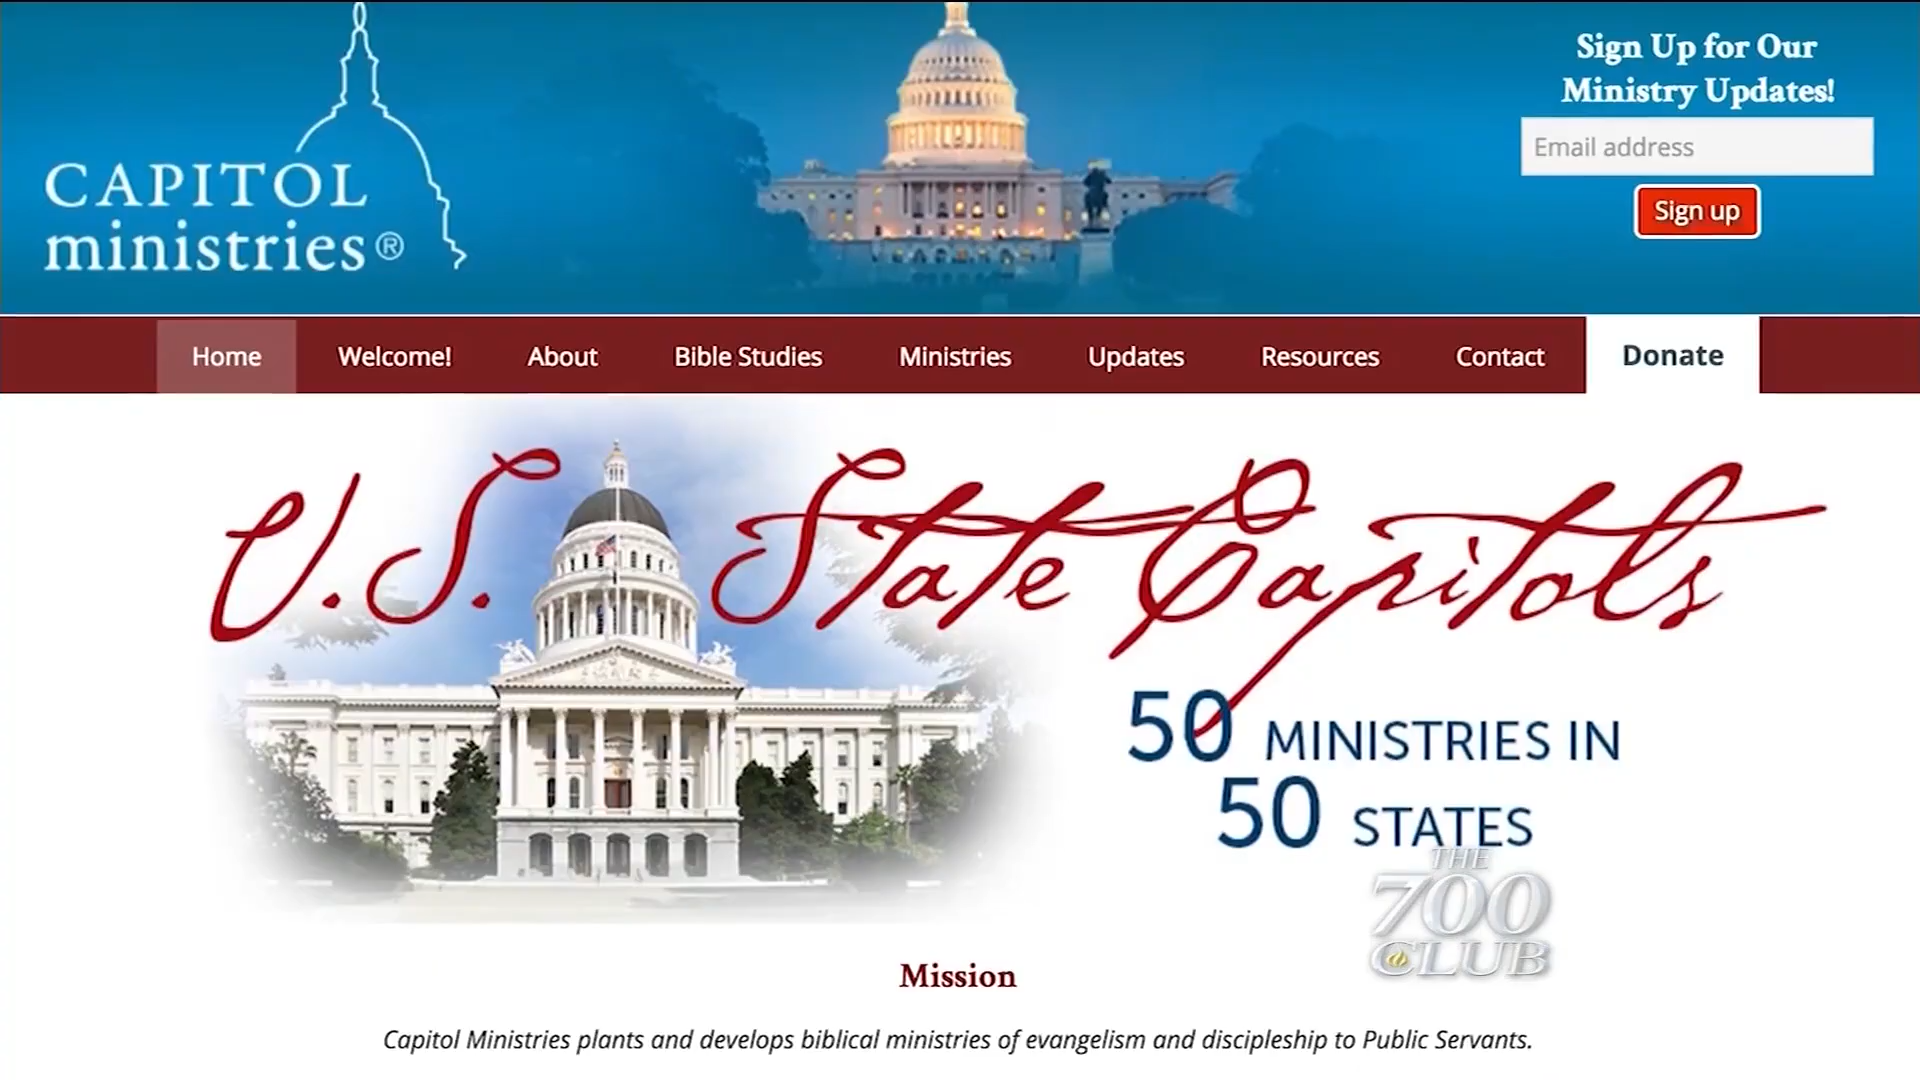 CAPITOL
ministries®
Sign Up for Our
Ministry Updates!
Email address
Sign up
Home Welcome! About Bible Studies Ministries Updates Resources Contact Donate
U.S. State Capitols
50 MINISTRIES IN
50 STATES
THE
700
CLUB
Mission
Capitol Ministries plants and develops biblical ministries of evangelism and discipleship to Public Servants.